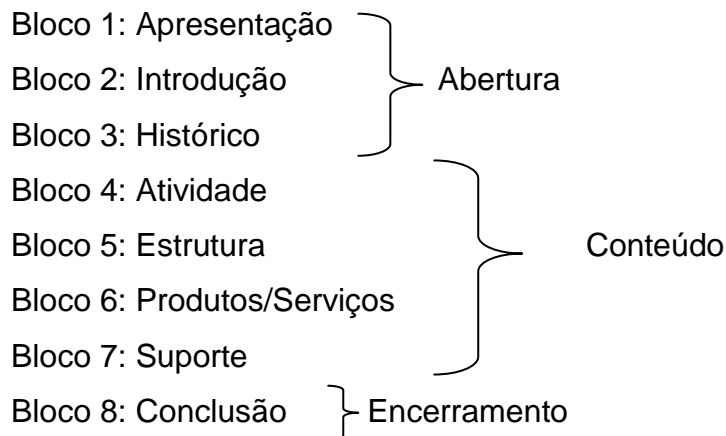 Bloco 1: Apresentação
Bloco 2: Introdução Abertura
Bloco 3: Histórico
Bloco 4: Atividade
Bloco 5: Estrutura Conteúdo
Bloco 6: Produtos/Serviços
Bloco 7: Suporte
Bloco 8: Conclusão Encerramento